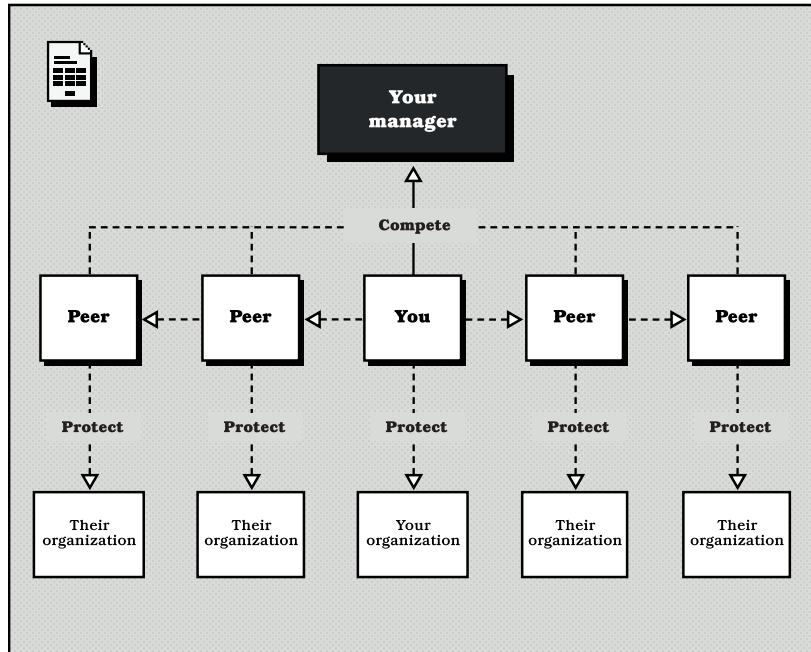 Your
manager
Compete
Peer
Peer
You
Peer
Peer
Protect
Protect
Protect
Protect
Protect
Their
organization
Their
organization
Your
organization
Their
organization
Their
organization